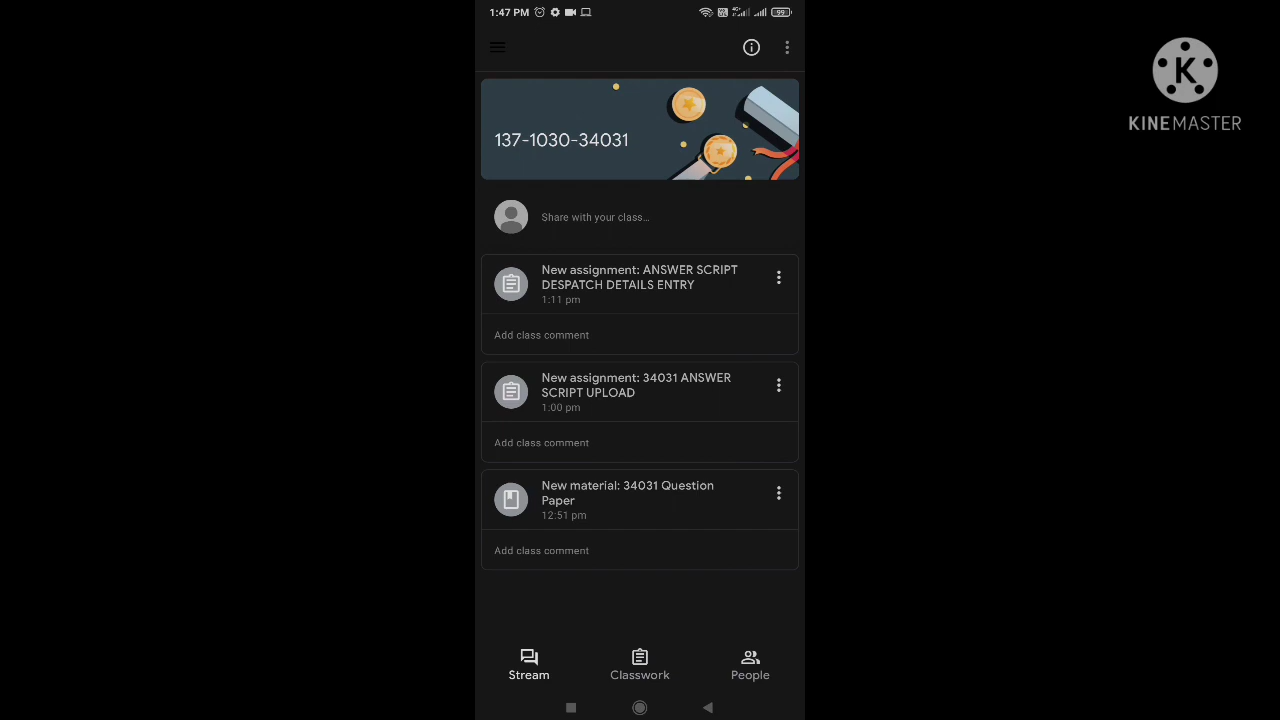 1:47 PM
4G+
99
137-1030-34031
Share with your class...
New assignment: ANSWER SCRIPT
DESPATCH DETAILS ENTRY
1:11 pm
Add class comment
New assignment: 34031 ANSWER
SCRIPT UPLOAD
1:00 pm
Add class comment
New material: 34031 Question
Paper
12:51 pm
Add class comment
Stream
Classwork
People
K
KINEMASTER